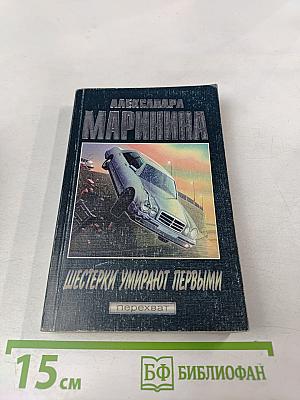 АЛЕКСАНДРА
МАРИНИНА
ШЕСТЕРКИ УМИРАЮТ ПЕРВЫМИ
перехват
15 см
БФ БИБЛИОФАН